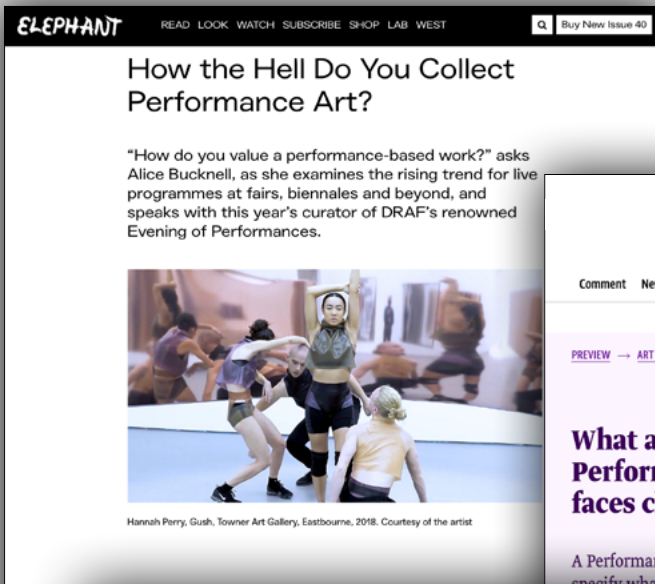 ELEPHANT
READ LOOK WATCH SUBSCRIBE SHOP LAB WEST
Buy New Issue 40
How the Hell Do You Collect
Performance Art?
“How do you value a performance-based work?” asks
Alice Bucknell, as she examines the rising trend for live
programmes at fairs, biennales and beyond, and
speaks with this year’s curator of DRAF’s renowned
Evening of Performances.
Hannah Perry, Gush, Towner Art Gallery, Eastbourne, 2018. Courtesy of the artist
Comment
PREVIEW → ART
What a
faces